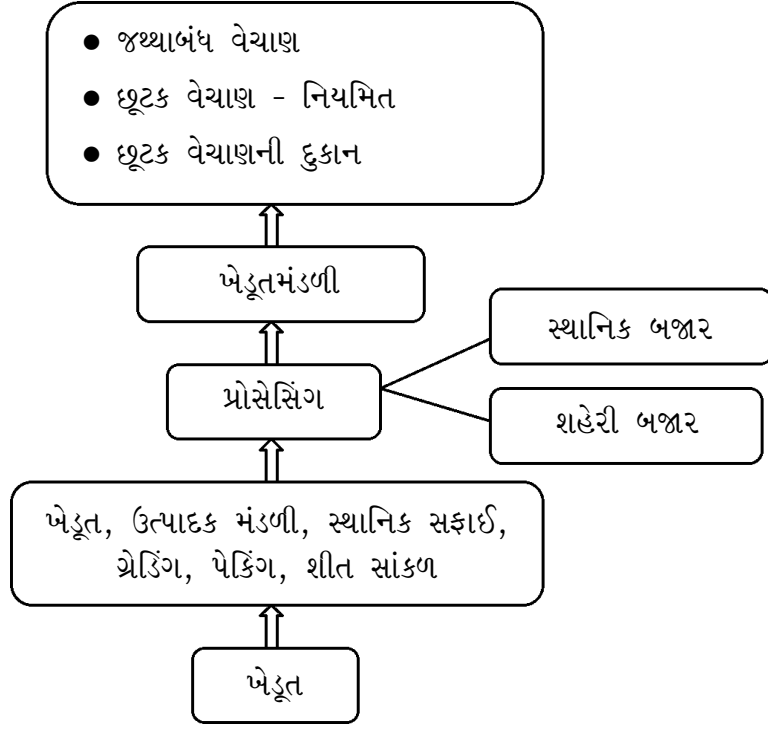 ● જથ્થાબંધ વેચાણ
● છૂટક વેચાણ - નિયમિત
● છૂટક વેચાણની દુકાન
ખેડૂતમંડળી
સ્થાનિક બજાર
પ્રોસેસિંગ
શહેરી બજાર
ખેડૂત, ઉત્પાદક મંડળી, સ્થાનિક સફાઈ,
ગ્રેડિંગ, પેકિંગ, શીત સાંકળ
ખેડૂત